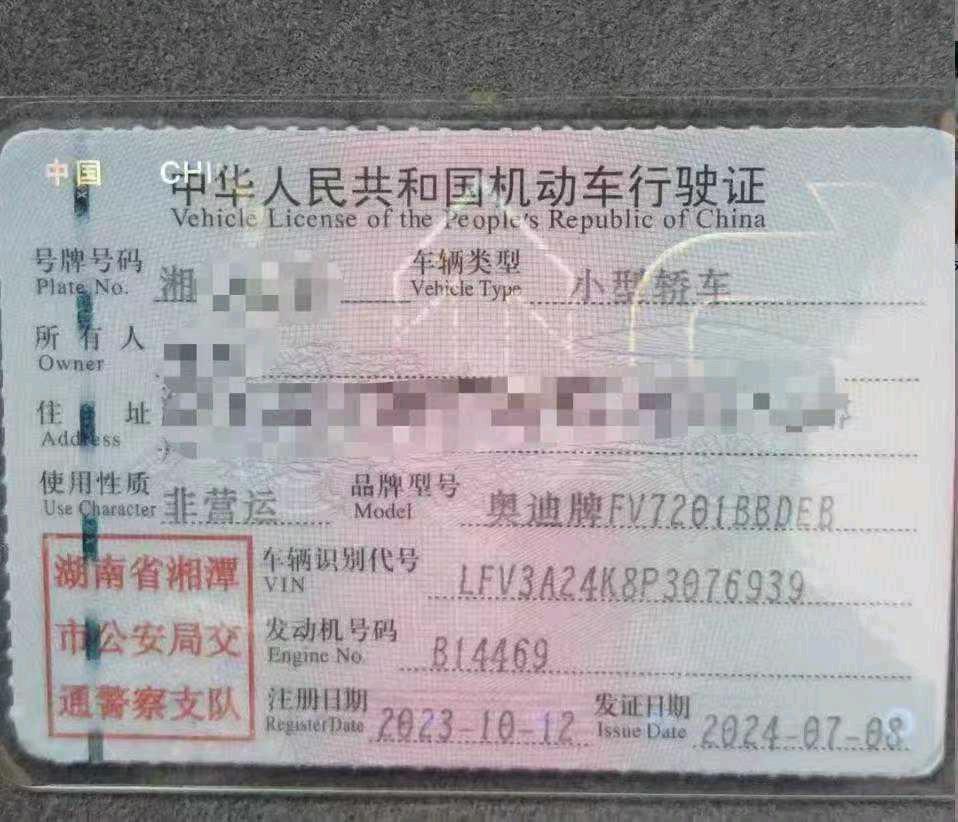 中国 CHI
中华人民共和国机动车行驶证
Vehicle License of the People's Republic of China
号牌号码 湘 车辆类型 小型轿车
Plate No. Vehicle Type
所有人
Owner
住址
Address
使用性质 非营运 品牌型号 奥迪牌FV7201BBDEB
Use Character Model
湖南省湘潭
市公安局交
通警察支队
车辆识别代号 LFV3A24K8P3076939
VIN
发动机号码 B14469
Engine No.
注册日期 2023-10-12 发证日期 2024-07-08
Register Date Issue Date